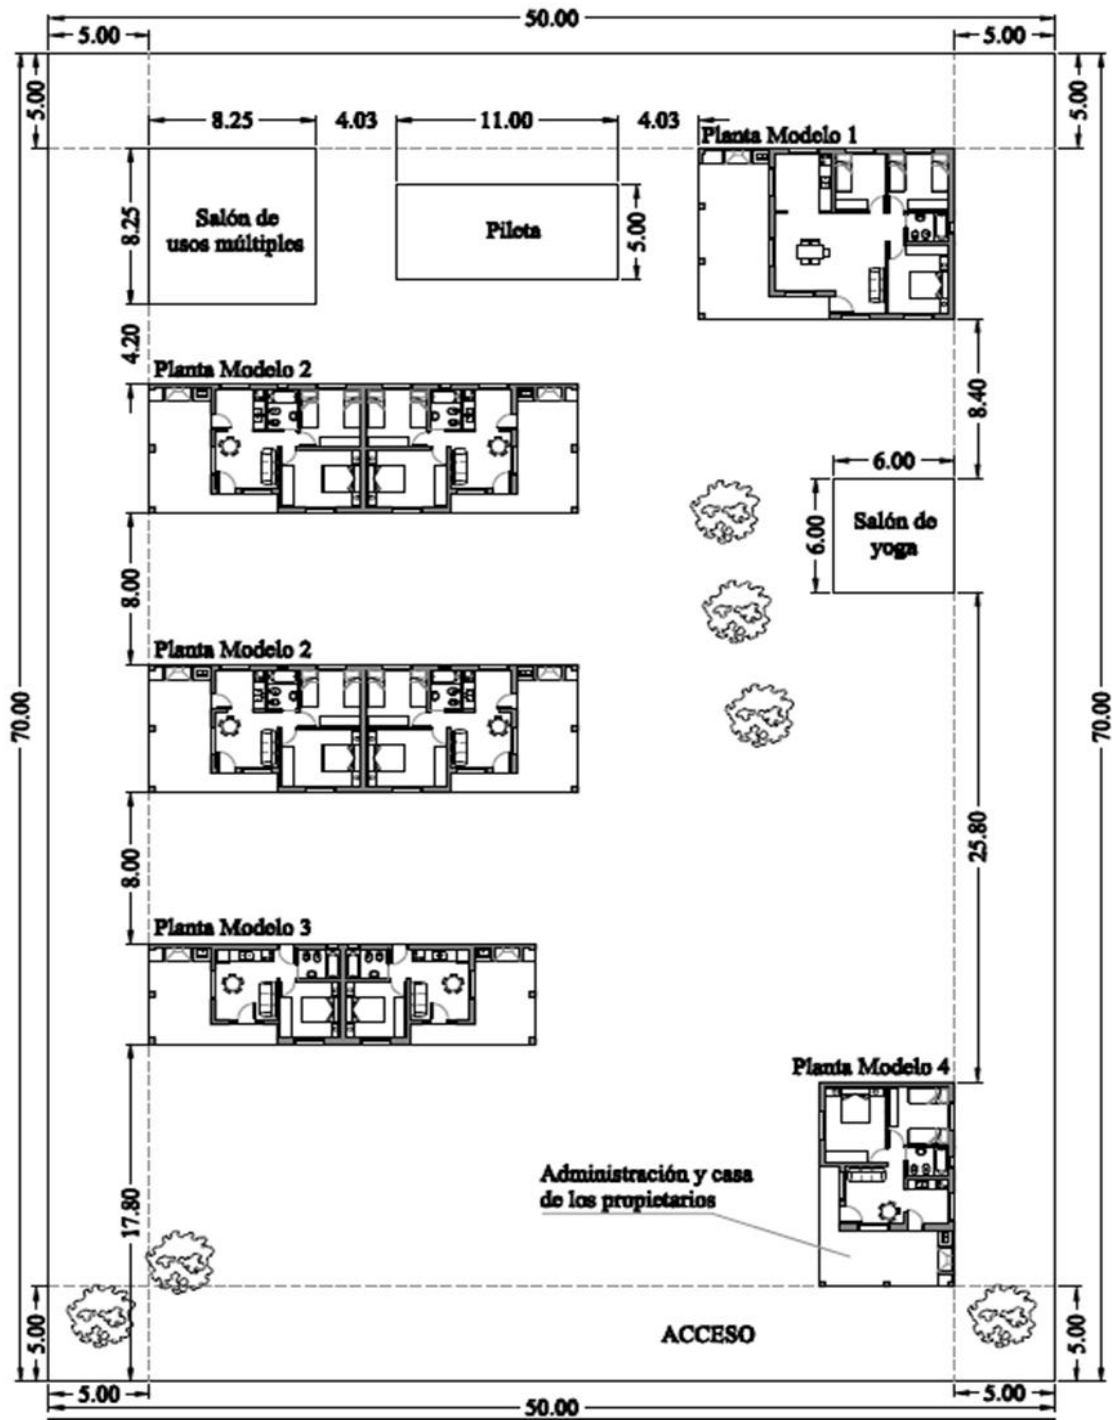 50.00
5.00
5.00
5.00
5.00
8.25
4.03
11.00
4.03
Planta Modelo 1
8.25
Salón de
usos múltiples
Pileta
5.00
4.20
Planta Modelo 2
8.40
6.00
6.00
Salón de
yoga
8.00
Planta Modelo 2
70.00
70.00
8.00
25.80
Planta Modelo 3
Planta Modelo 4
Administración y casa
de los propietarios
17.80
5.00
ACCESO
5.00
5.00
5.00
50.00